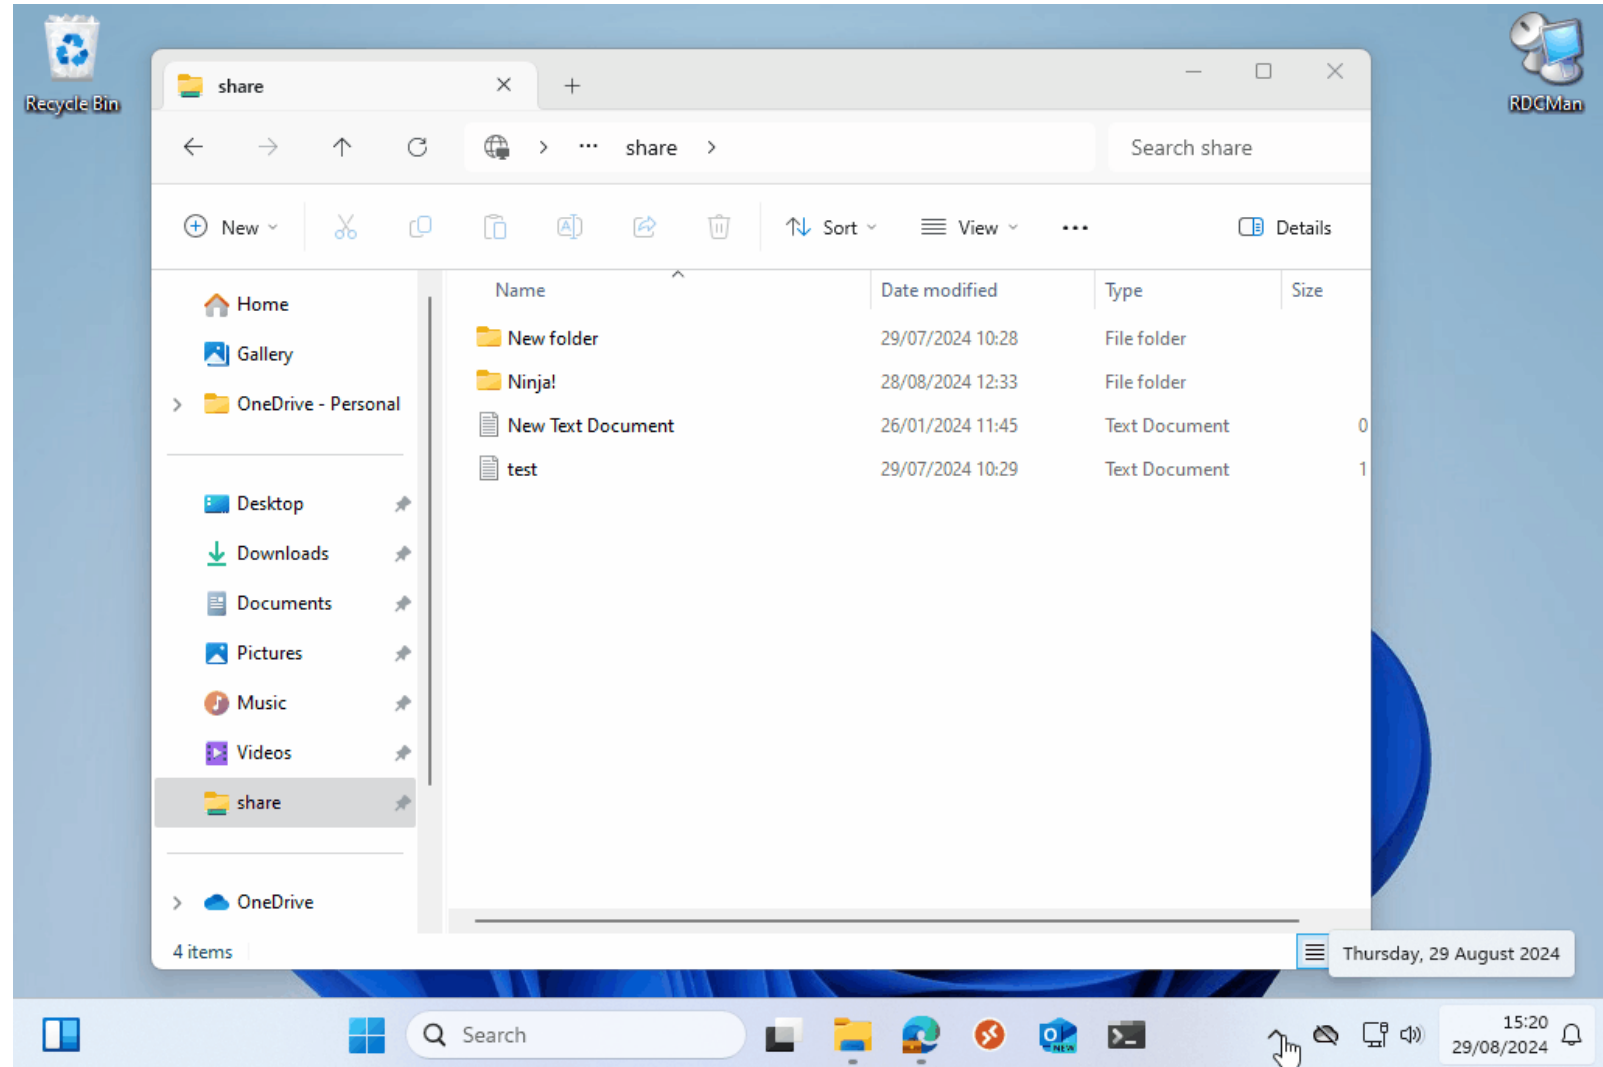 Recycle Bin
RDCMan
share
share
Search share
New
Sort
View
Details
Name
Date modified
Type
Size
Home
Gallery
OneDrive - Personal
Desktop
Downloads
Documents
Pictures
Music
Videos
share
OneDrive
New folder 29/07/2024 10:28 File folder
Ninja! 28/08/2024 12:33 File folder
New Text Document 26/01/2024 11:45 Text Document 0
test 29/07/2024 10:29 Text Document 1
4 items
Thursday, 29 August 2024
Search
NEW
15:20
29/08/2024